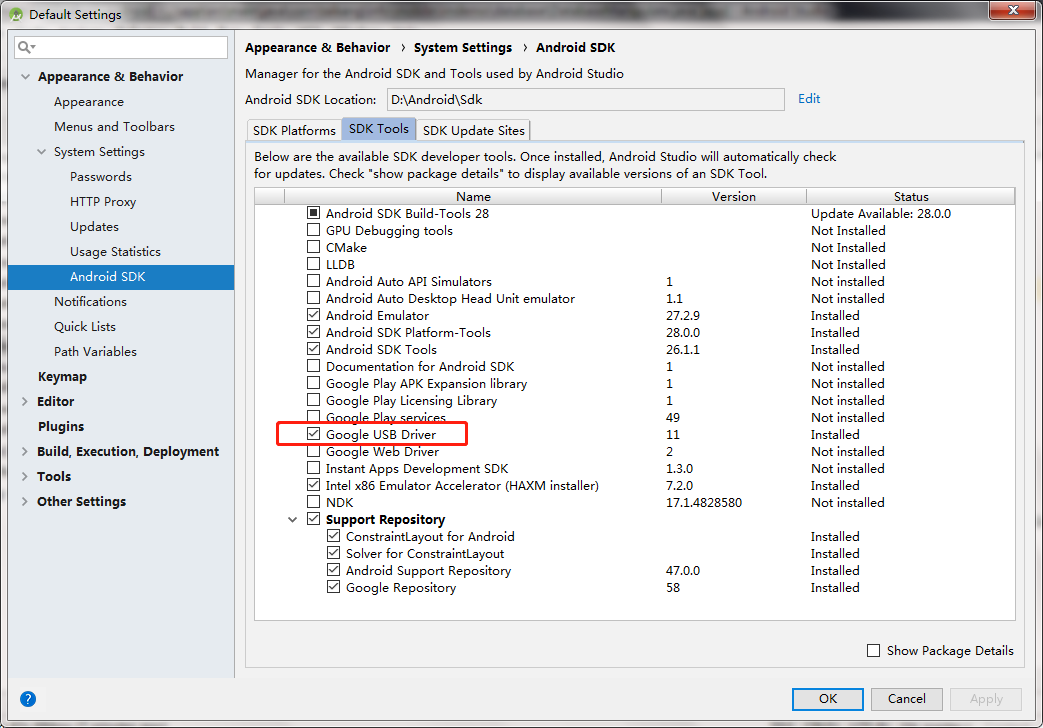 Default Settings
Appearance & Behavior
Appearance
Menus and Toolbars
System Settings
Passwords
HTTP Proxy
Updates
Usage Statistics
Android SDK
Notifications
Quick Lists
Path Variables
Keymap
Editor
Plugins
Build, Execution, Deployment
Tools
Other Settings
Appearance & Behavior › System Settings › Android SDK
Manager for the Android SDK and Tools used by Android Studio
Android SDK Location: D:\Android\Sdk Edit
SDK Platforms SDK Tools SDK Update Sites
Below are the available SDK developer tools. Once installed, Android Studio will automatically check
for updates. Check "show package details" to display available versions of an SDK Tool.
Name Version Status
Android SDK Build-Tools 28 Update Available: 28.0.0
GPU Debugging tools Not Installed
CMake Not Installed
LLDB Not Installed
Android Auto API Simulators 1 Not installed
Android Auto Desktop Head Unit emulator 1.1 Not installed
Android Emulator 27.2.9 Installed
Android SDK Platform-Tools 28.0.0 Installed
Android SDK Tools 26.1.1 Installed
Documentation for Android SDK 1 Not installed
Google Play APK Expansion library 1 Not installed
Google Play Licensing Library 1 Not installed
Google Play services 49 Not installed
Google USB Driver 11 Installed
Google Web Driver 2 Not installed
Instant Apps Development SDK 1.3.0 Not installed
Intel x86 Emulator Accelerator (HAXM installer) 7.2.0 Installed
NDK 17.1.4828580 Not installed
Support Repository
ConstraintLayout for Android Installed
Solver for ConstraintLayout Installed
Android Support Repository 47.0.0 Installed
Google Repository 58 Installed
Show Package Details
? OK Cancel Apply